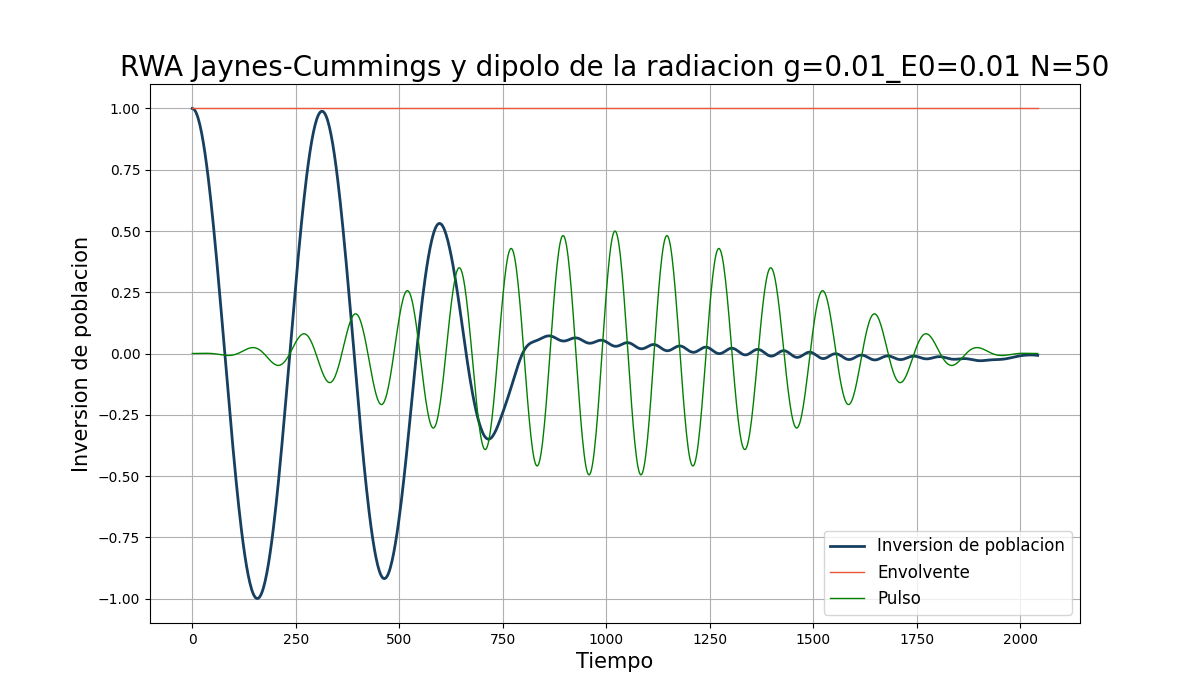 RWA Jaynes-Cummings y dipolo de la radiacion g=0.01_E0=0.01 N=50
Inversion de poblacion
1.00
0.75
0.50
0.25
0.00
−0.25
−0.50
−0.75
−1.00
Inversion de poblacion
Envolvente
Pulso
0 250 500 750 1000 1250 1500 1750 2000
Tiempo